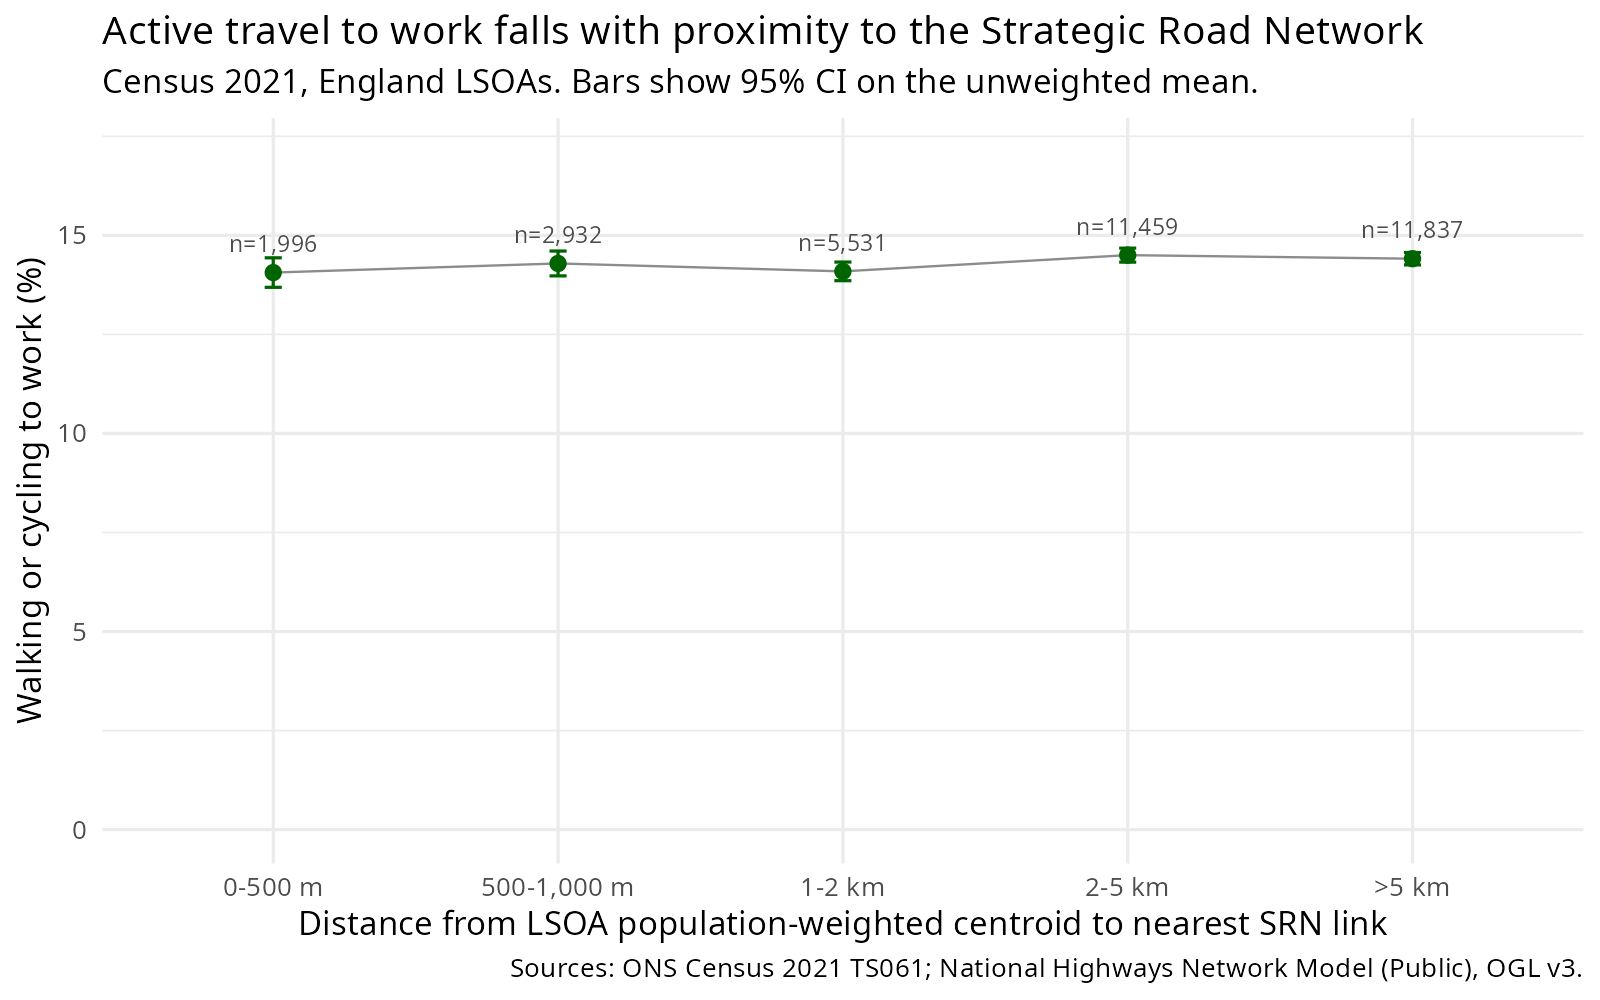 Active travel to work falls with proximity to the Strategic Road Network
Census 2021, England LSOAs. Bars show 95% CI on the unweighted mean.
Walking or cycling to work (%)
15
10
5
0
n=1,996
n=2,932
n=5,531
n=11,459
n=11,837
0-500 m
500-1,000 m
1-2 km
2-5 km
>5 km
Distance from LSOA population-weighted centroid to nearest SRN link
Sources: ONS Census 2021 TS061; National Highways Network Model (Public), OGL v3.